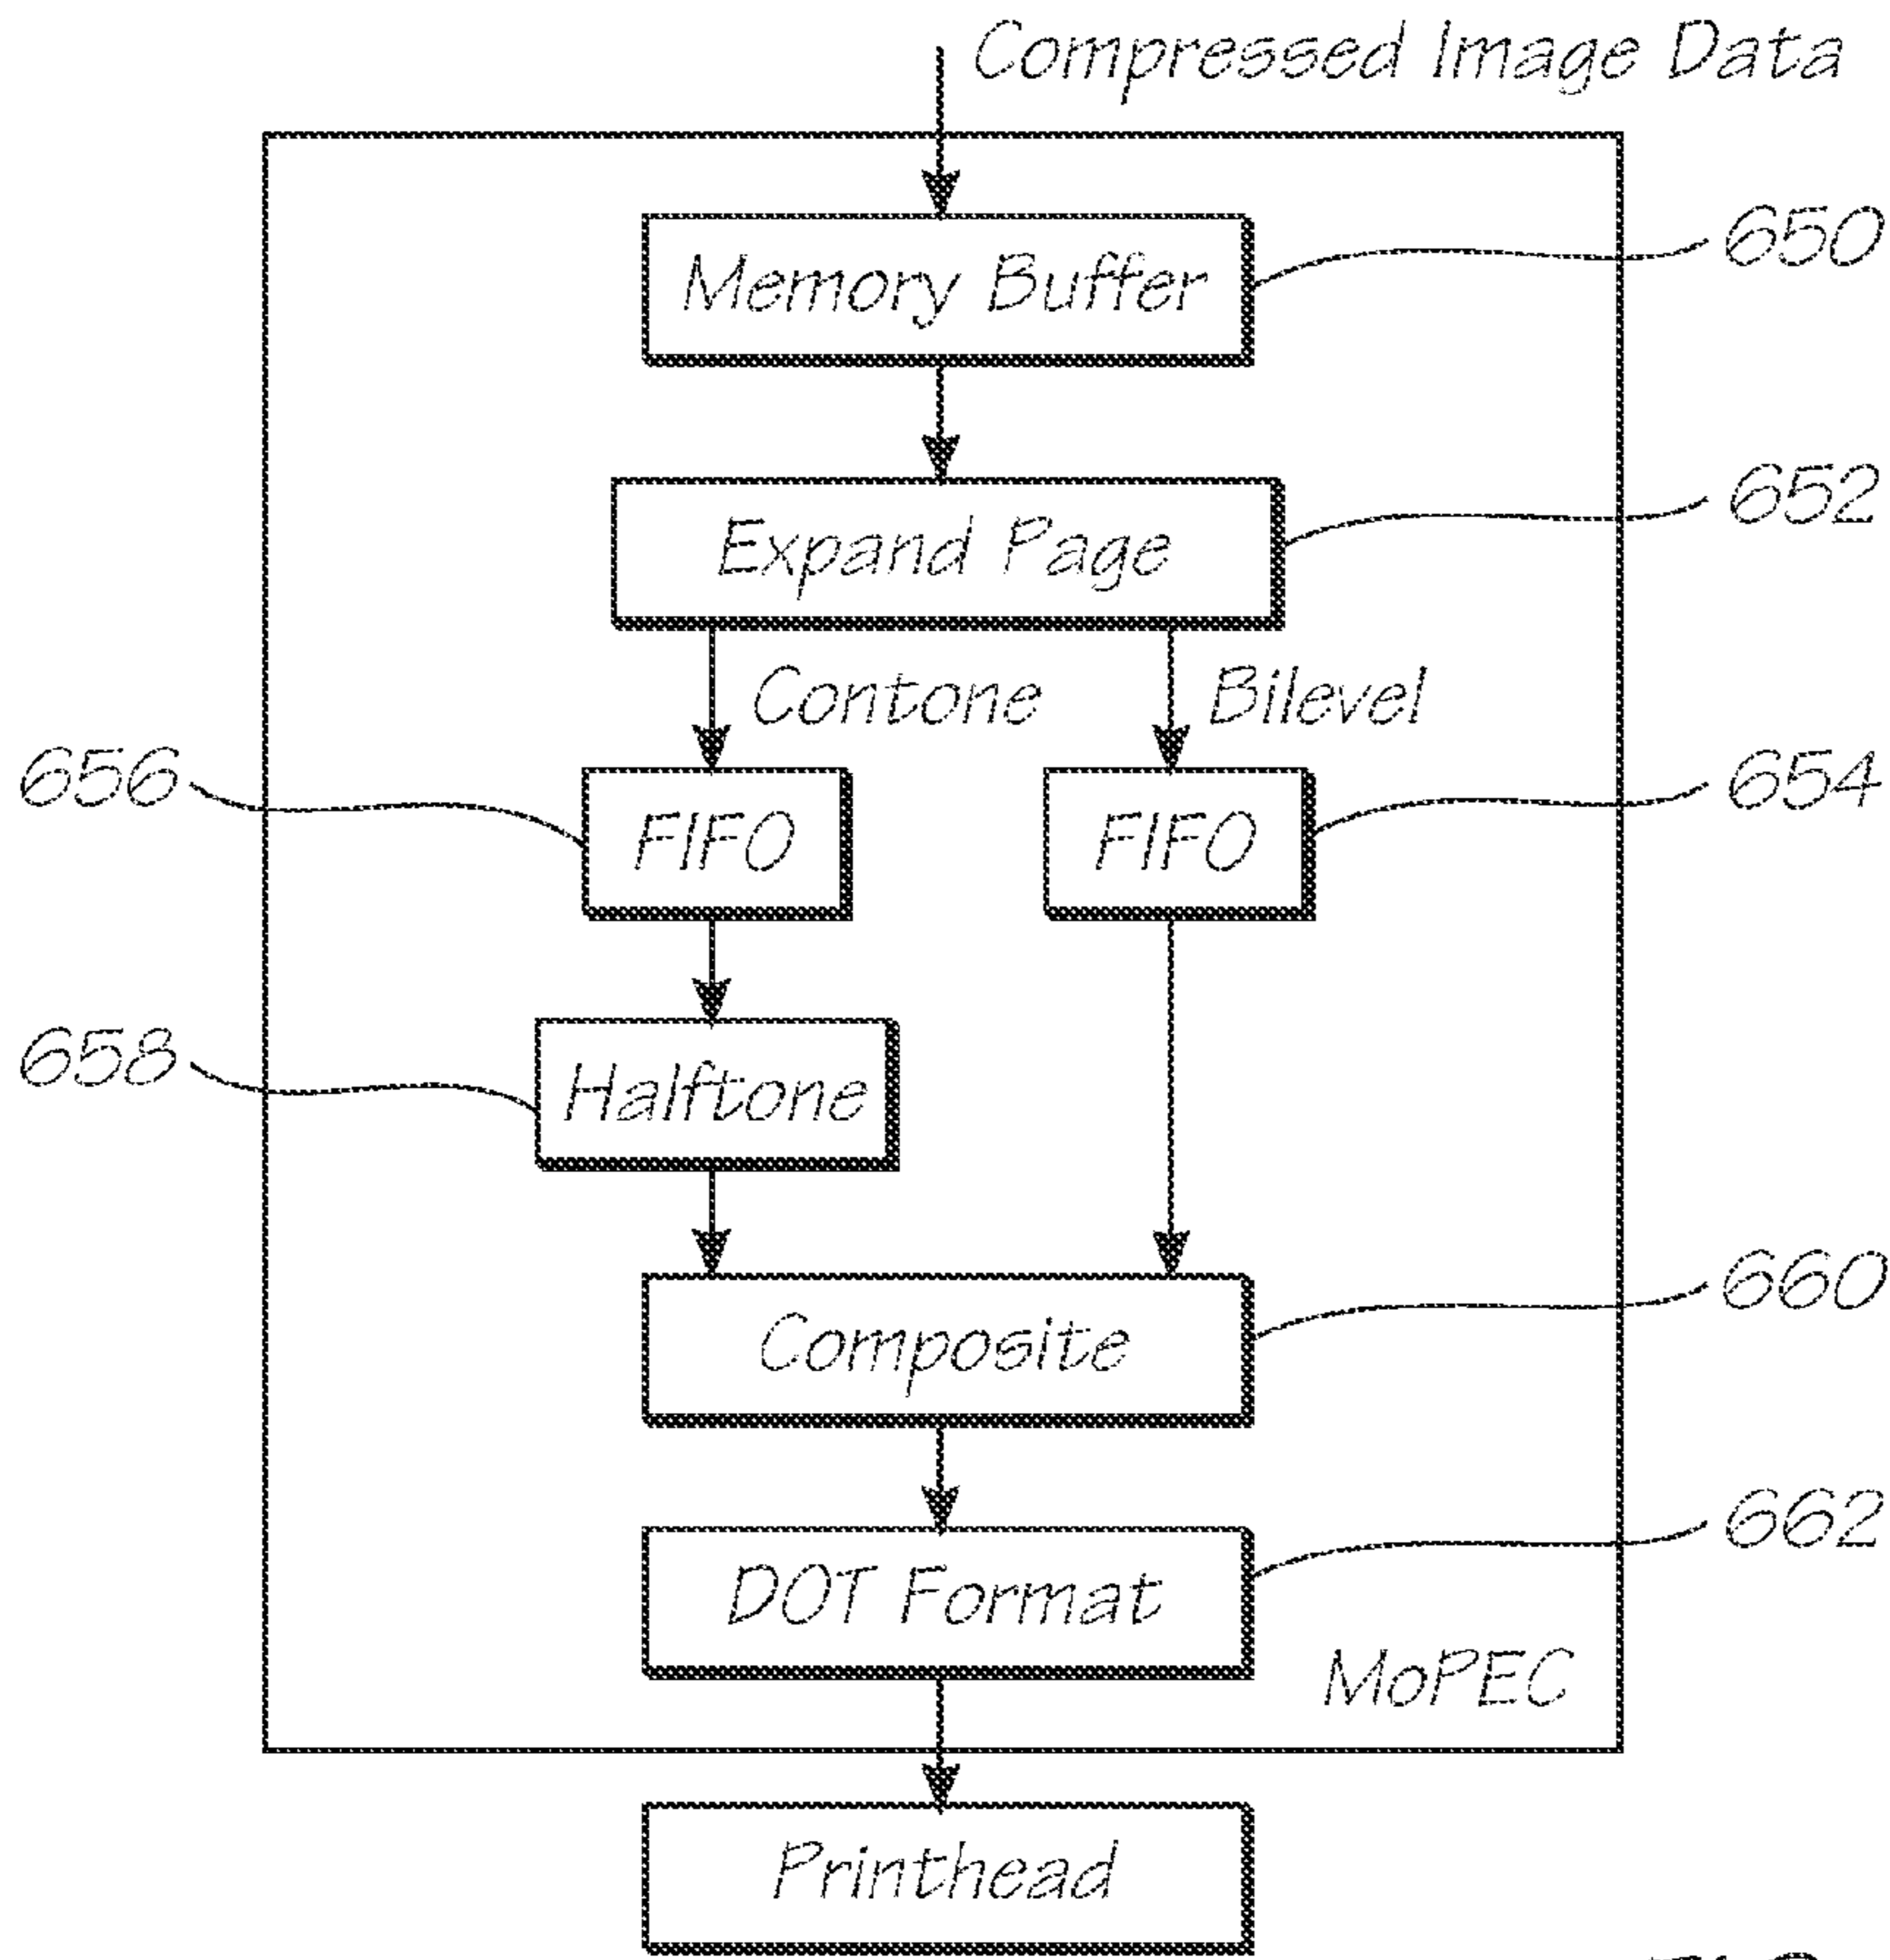 Compressed Image Data
Memory Buffer
650
Expand Page
652
Contone
Bilevel
656
FIFO
FIFO
654
658
Halftone
Composite
660
DOT Format
662
MoPEC
Printhead